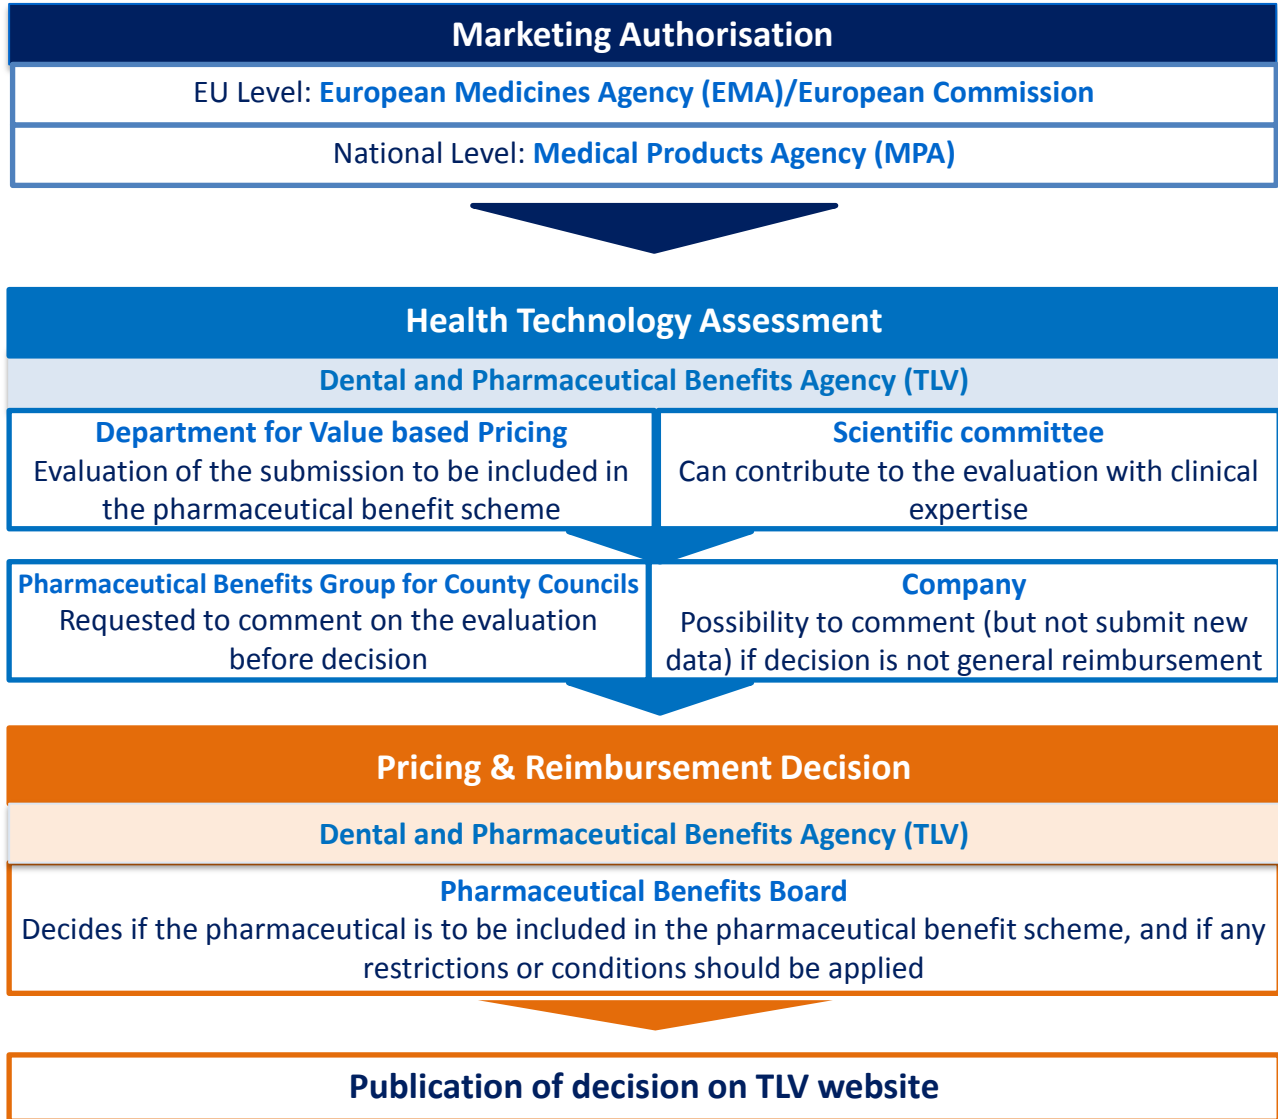 Marketing Authorisation
EU Level: European Medicines Agency (EMA)/European Commission
National Level: Medical Products Agency (MPA)
Health Technology Assessment
Dental and Pharmaceutical Benefits Agency (TLV)
Department for Value based Pricing
Evaluation of the submission to be included in
the pharmaceutical benefit scheme
Scientific committee
Can contribute to the evaluation with clinical
expertise
Pharmaceutical Benefits Group for County Councils
Requested to comment on the evaluation
before decision
Company
Possibility to comment (but not submit new
data) if decision is not general reimbursement
Pricing & Reimbursement Decision
Dental and Pharmaceutical Benefits Agency (TLV)
Pharmaceutical Benefits Board
Decides if the pharmaceutical is to be included in the pharmaceutical benefit scheme, and if any
restrictions or conditions should be applied
Publication of decision on TLV website